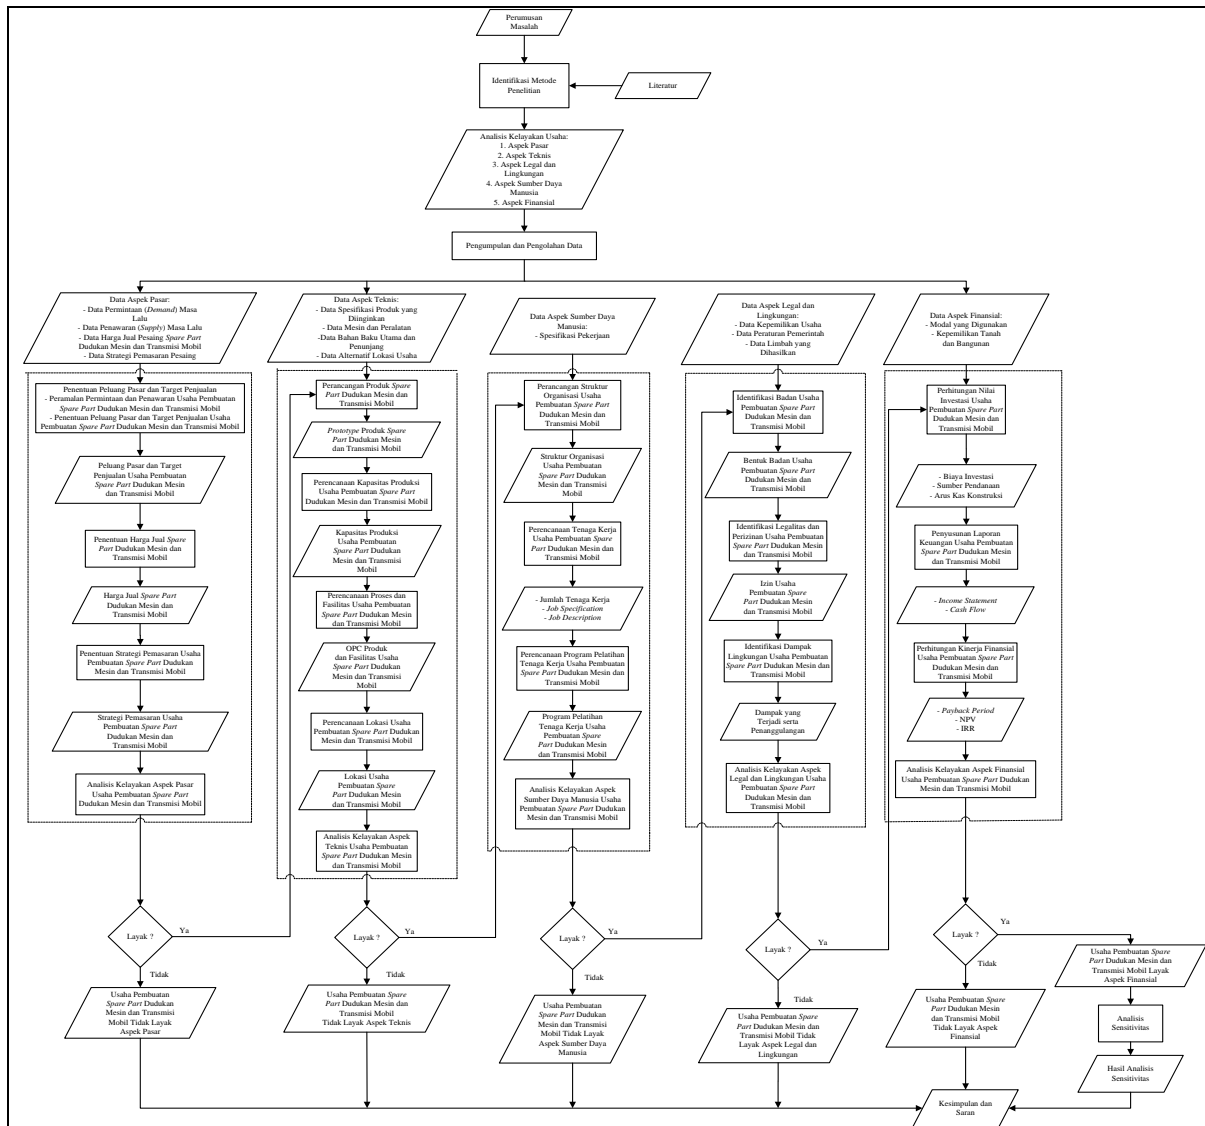 Perumusan
Masalah
Identifikasi Metode
Penelitian
Literatur
Analisis Kelayakan Usaha:
1. Aspek Pasar
2. Aspek Teknis
3. Aspek Legal dan
Lingkungan
4. Aspek Sumber Daya
Manusia
5. Aspek Finansial
Pengumpulan dan Pengolahan Data
Data Aspek Pasar:
- Data Permintaan (Demand) Masa
Lalu
- Data Penawaran (Supply) Masa Lalu
- Data Harga Jual Pesaing Spare Part
Dudukan Mesin dan Transmisi Mobil
- Data Strategi Pemasaran Pesaing
Penentuan Peluang Pasar dan Target Penjualan
- Peramalan Permintaan dan Penawaran Usaha Pembuatan
Spare Part Dudukan Mesin dan Transmisi Mobil
- Penentuan Peluang Pasar dan Target Penjualan Usaha
Pembuatan Spare Part Dudukan Mesin dan Transmisi Mobil
Peluang Pasar dan Target
Penjualan Usaha Pembuatan
Spare Part Dudukan Mesin
dan Transmisi Mobil
Penentuan Harga Jual Spare
Part Dudukan Mesin dan
Transmisi Mobil
Harga Jual Spare Part
Dudukan Mesin dan
Transmisi Mobil
Penentuan Strategi Pemasaran Usaha
Pembuatan Spare Part Dudukan
Mesin dan Transmisi Mobil
Strategi Pemasaran Usaha
Pembuatan Spare Part
Dudukan Mesin dan
Transmisi Mobil
Analisis Kelayakan Aspek Pasar
Usaha Pembuatan Spare Part
Dudukan Mesin dan Transmisi Mobil
Layak ?
Ya
Tidak
Usaha Pembuatan
Spare Part Dudukan
Mesin dan Transmisi
Mobil Tidak Layak
Aspek Pasar
Data Aspek Teknis:
- Data Spesifikasi Produk yang
Diinginkan
- Data Mesin dan Peralatan
-Data Bahan Baku Utama dan
Penunjang
- Data Alternatif Lokasi Usaha
Perancangan Produk Spare
Part Dudukan Mesin dan
Transmisi Mobil
Prototype Produk Spare
Part Dudukan Mesin
dan Transmisi Mobil
Perencanaan Kapasitas Produksi
Usaha Pembuatan Spare Part
Dudukan Mesin dan Transmisi Mobil
Kapasitas Produksi
Usaha Pembuatan
Spare Part Dudukan
Mesin dan Transmisi
Mobil
Perencanaan Proses dan
Fasilitas Usaha Pembuatan
Spare Part Dudukan Mesin
dan Transmisi Mobil
OPC Produk
dan Fasilitas Usaha
Spare Part Dudukan
Mesin dan Transmisi
Mobil
Perencanaan Lokasi Usaha
Pembuatan Spare Part Dudukan
Mesin dan Transmisi Mobil
Lokasi Usaha
Pembuatan Spare
Part Dudukan Mesin
dan Transmisi Mobil
Analisis Kelayakan Aspek
Teknis Usaha Pembuatan
Spare Part Dudukan Mesin
dan Transmisi Mobil
Layak ?
Ya
Tidak
Usaha Pembuatan Spare
Part Dudukan Mesin dan
Transmisi Mobil
Tidak Layak Aspek Teknis
Data Aspek Sumber Daya
Manusia:
- Spesifikasi Pekerjaan
Perancangan Struktur
Organisasi Usaha
Pembuatan Spare Part
Dudukan Mesin dan
Transmisi Mobil
Struktur Organisasi
Usaha Pembuatan
Spare Part Dudukan
Mesin dan Transmisi
Mobil
Perencanaan Tenaga Kerja
Usaha Pembuatan Spare
Part Dudukan Mesin dan
Transmisi Mobil
- Jumlah Tenaga Kerja
- Job Specification
- Job Description
Perencanaan Program Pelatihan
Tenaga Kerja Usaha Pembuatan
Spare Part Dudukan Mesin dan
Transmisi Mobil
Program Pelatihan
Tenaga Kerja Usaha
Pembuatan Spare
Part Dudukan Mesin
dan Transmisi Mobil
Analisis Kelayakan Aspek
Sumber Daya Manusia Usaha
Pembuatan Spare Part Dudukan
Mesin dan Transmisi Mobil
Layak ?
Ya
Tidak
Usaha Pembuatan
Spare Part Dudukan
Mesin dan Transmisi
Mobil Tidak Layak
Aspek Sumber Daya
Manusia
Data Aspek Legal dan
Lingkungan:
- Data Kepemilikan Usaha
- Data Peraturan Pemerintah
- Data Limbah yang
Dihasilkan
Identifikasi Badan Usaha
Pembuatan Spare Part
Dudukan Mesin dan
Transmisi Mobil
Bentuk Badan Usaha
Pembuatan Spare Part
Dudukan Mesin dan
Transmisi Mobil
Identifikasi Legalitas dan
Perizinan Usaha Pembuatan
Spare Part Dudukan Mesin
dan Transmisi Mobil
Izin Usaha
Pembuatan Spare
Part Dudukan Mesin
dan Transmisi Mobil
Identifikasi Dampak
Lingkungan Usaha Pembuatan
Spare Part Dudukan Mesin dan
Transmisi Mobil
Dampak yang
Terjadi serta
Penanggulangan
Analisis Kelayakan Aspek
Legal dan Lingkungan Usaha
Pembuatan Spare Part
Dudukan Mesin dan
Transmisi Mobil
Layak ?
Ya
Tidak
Usaha Pembuatan Spare
Part Dudukan Mesin dan
Transmisi Mobil Tidak
Layak Aspek Legal dan
Lingkungan
Data Aspek Finansial:
- Modal yang Digunakan
- Kepemilikan Tanah
dan Bangunan
Perhitungan Nilai
Investasi Usaha
Pembuatan Spare Part
Dudukan Mesin dan
Transmisi Mobil
- Biaya Investasi
- Sumber Pendanaan
- Arus Kas Konstruksi
Penyusunan Laporan
Keuangan Usaha Pembuatan
Spare Part Dudukan Mesin
dan Transmisi Mobil
- Income Statement
- Cash Flow
Perhitungan Kinerja Finansial
Usaha Pembuatan Spare Part
Dudukan Mesin dan
Transmisi Mobil
- Payback Period
- NPV
- IRR
Analisis Kelayakan Aspek Finansial
Usaha Pembuatan Spare Part Dudukan
Mesin dan Transmisi Mobil
Layak ?
Ya
Tidak
Usaha Pembuatan Spare
Part Dudukan Mesin
dan Transmisi Mobil
Tidak Layak Aspek
Finansial
Usaha Pembuatan Spare
Part Dudukan Mesin dan
Transmisi Mobil Layak
Aspek Finansial
Analisis
Sensitivitas
Hasil Analisis
Sensitivitas
Kesimpulan dan
Saran